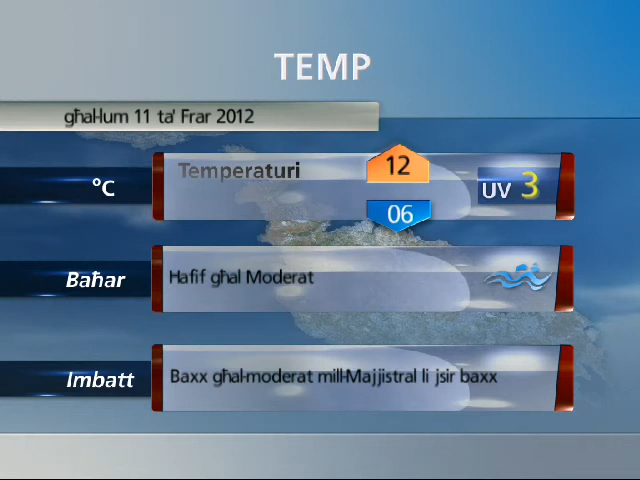 TEMP
għal-lum 11 ta' Frar 2012
°C
Temperaturi
12
06
UV 3
Baħar
Ħafif għal Moderat
Imbatt
Baxx għal-moderat mill-Majjistral li jsir baxx